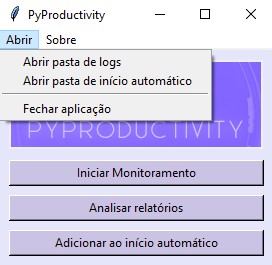 PyProductivity
Abrir Sobre
Abrir pasta de logs
Abrir pasta de início automático
Fechar aplicação
PYPRODUCTIVITY
Iniciar Monitoramento
Analisar relatórios
Adicionar ao início automático